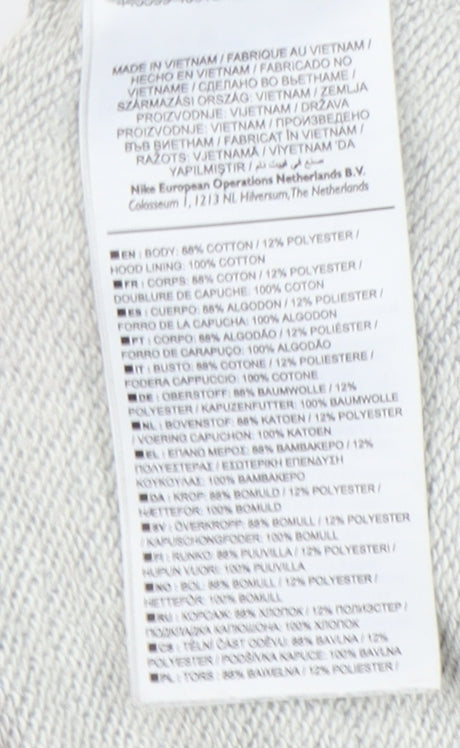 MADE IN VIETNAM / FABRIQUE AU VIETNAM /
HECHO EN VIETNAM / FABRICADO NO
VIETNAME / СДЕЛАНО ВО ВЬЕТНАМЕ /
SZÁRMAZÁSI ORSZÁG: VIETNAM / ZEMLJA
PROIZVODNJE: VIJETNAM / DRŽAVA
PROIZVODNJE: VIETNAM / ПРОИЗВЕДЕНО
ВЪВ ВИЕТНАМ / FABRICAT ÎN VIETNAM /
RAŽOTS: VJETNAMĀ / VİYETNAM 'DA
YAPILMIŞTIR / صنع في فيت نام
Nike European Operations Netherlands B.V.
Colosseum 1, 1213 NL Hilversum, The Netherlands
EN : BODY: 88% COTTON / 12% POLYESTER /
HOOD LINING: 100% COTTON
FR : CORPS: 88% COTON / 12% POLYESTER /
DOUBLURE DE CAPUCHE: 100% COTON
ES : CUERPO: 88% ALGODON / 12% POLIESTER /
FORRO DE LA CAPUCHA: 100% ALGODON
PT : CORPO: 88% ALGODÃO / 12% POLIÉSTER /
FORRO DE CARAPUÇO: 100% ALGODÃO
IT : BUSTO: 88% COTONE / 12% POLIESTERE /
FODERA CAPPUCCIO: 100% COTONE
DE : OBERSTOFF: 88% BAUMWOLLE / 12%
POLYESTER / KAPUZENFUTTER: 100% BAUMWOLLE
NL : BOVENSTOF: 88% KATOEN / 12% POLYESTER
/ VOERING CAPUCHON: 100% KATOEN
EL : ΕΠΑΝΩ ΜΕΡΟΣ: 88% ΒΑΜΒΑΚΕΡΟ / 12%
ΠΟΛΥΕΣΤΕΡΑΣ / ΕΣΩΤΕΡΙΚΗ ΕΠΕΝΔΥΣΗ
ΚΟΥΚΟΥΛΑΣ: 100% ΒΑΜΒΑΚΕΡΟ
DA : KROP: 88% BOMULD / 12% POLYESTER /
HÆTTEFOR: 100% BOMULD
SV : ÖVERKROPP: 88% BOMULL / 12% POLYESTER
/ KAPUSCHONGFODER: 100% BOMULL
FI : RUNKO: 88% PUUVILLA / 12% POLYESTERI /
HUPUN VUORI: 100% PUUVILLA
NO : BOL: 88% BOMULL / 12% POLYESTER /
HETTEFÔR: 100% BOMULL
RU : КОРСАЖ: 88% ХЛОПОК / 12% ПОЛИЭСТЕР /
ПОДКЛАДКА КАПЮШОНА: 100% ХЛОПОК
CS : TĚLNÍ ČÁST ODĚVU: 88% BAVLNA / 12%
POLYESTER / PODŠÍVKA KAPUCE: 100% BAVLNA
PL : TORS : 88% BAWEŁNA / 12% POLIESTER /